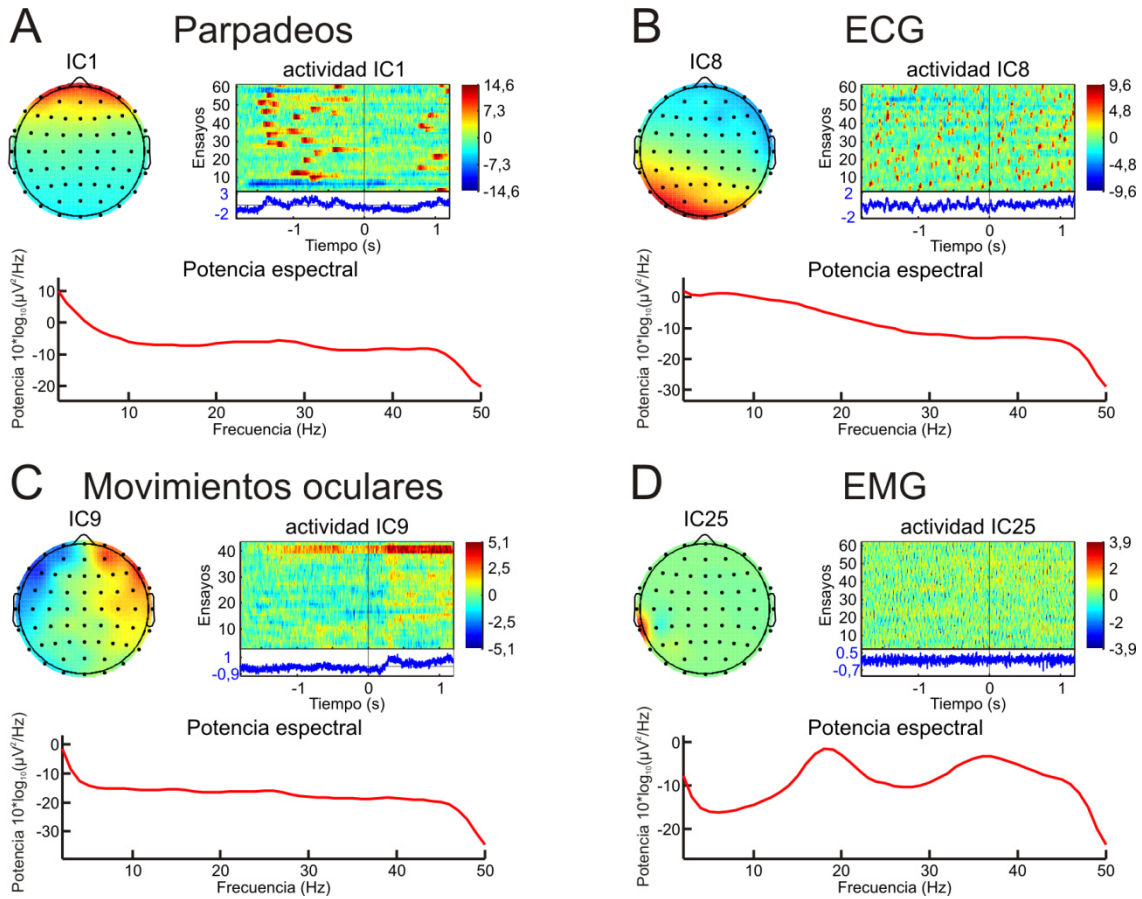 A Parpadeos
IC1
actividad IC1
Ensayos
60
50
40
30
20
10
3
-2
-1 0 1
Tiempo (s)
14,6
7,3
0
-7,3
-14,6
Potencia espectral
Potencia 10*log₁₀(µV²/Hz)
10
0
-10
-20
10 20 30 40 50
Frecuencia (Hz)
B ECG
IC8
actividad IC8
Ensayos
60
50
40
30
20
10
2
-2
-1 0 1
Tiempo (s)
9,6
4,8
0
-4,8
-9,6
Potencia espectral
Potencia 10*log₁₀(µV²/Hz)
0
-10
-20
-30
10 20 30 40 50
Frecuencia (Hz)
C Movimientos oculares
IC9
actividad IC9
Ensayos
40
30
20
10
1
-0,9
-1 0 1
Tiempo (s)
5,1
2,5
0
-2,5
-5,1
Potencia espectral
Potencia 10*log₁₀(µV²/Hz)
0
-10
-20
-30
10 20 30 40 50
Frecuencia (Hz)
D EMG
IC25
actividad IC25
Ensayos
60
50
40
30
20
10
0.5
-0,7
-1 0 1
Tiempo (s)
3,9
2
0
-2
-3,9
Potencia espectral
Potencia 10*log₁₀(µV²/Hz)
0
-10
-20
10 20 30 40 50
Frecuencia (Hz)